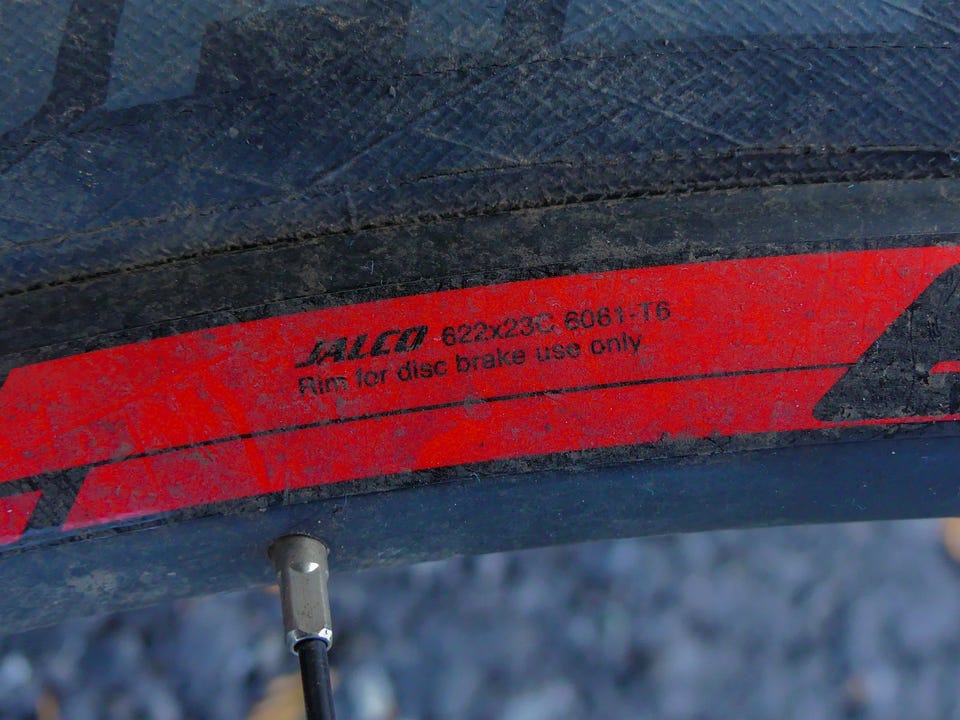 JALCO 622x23C, 6061-T6
Rim for disc brake use only